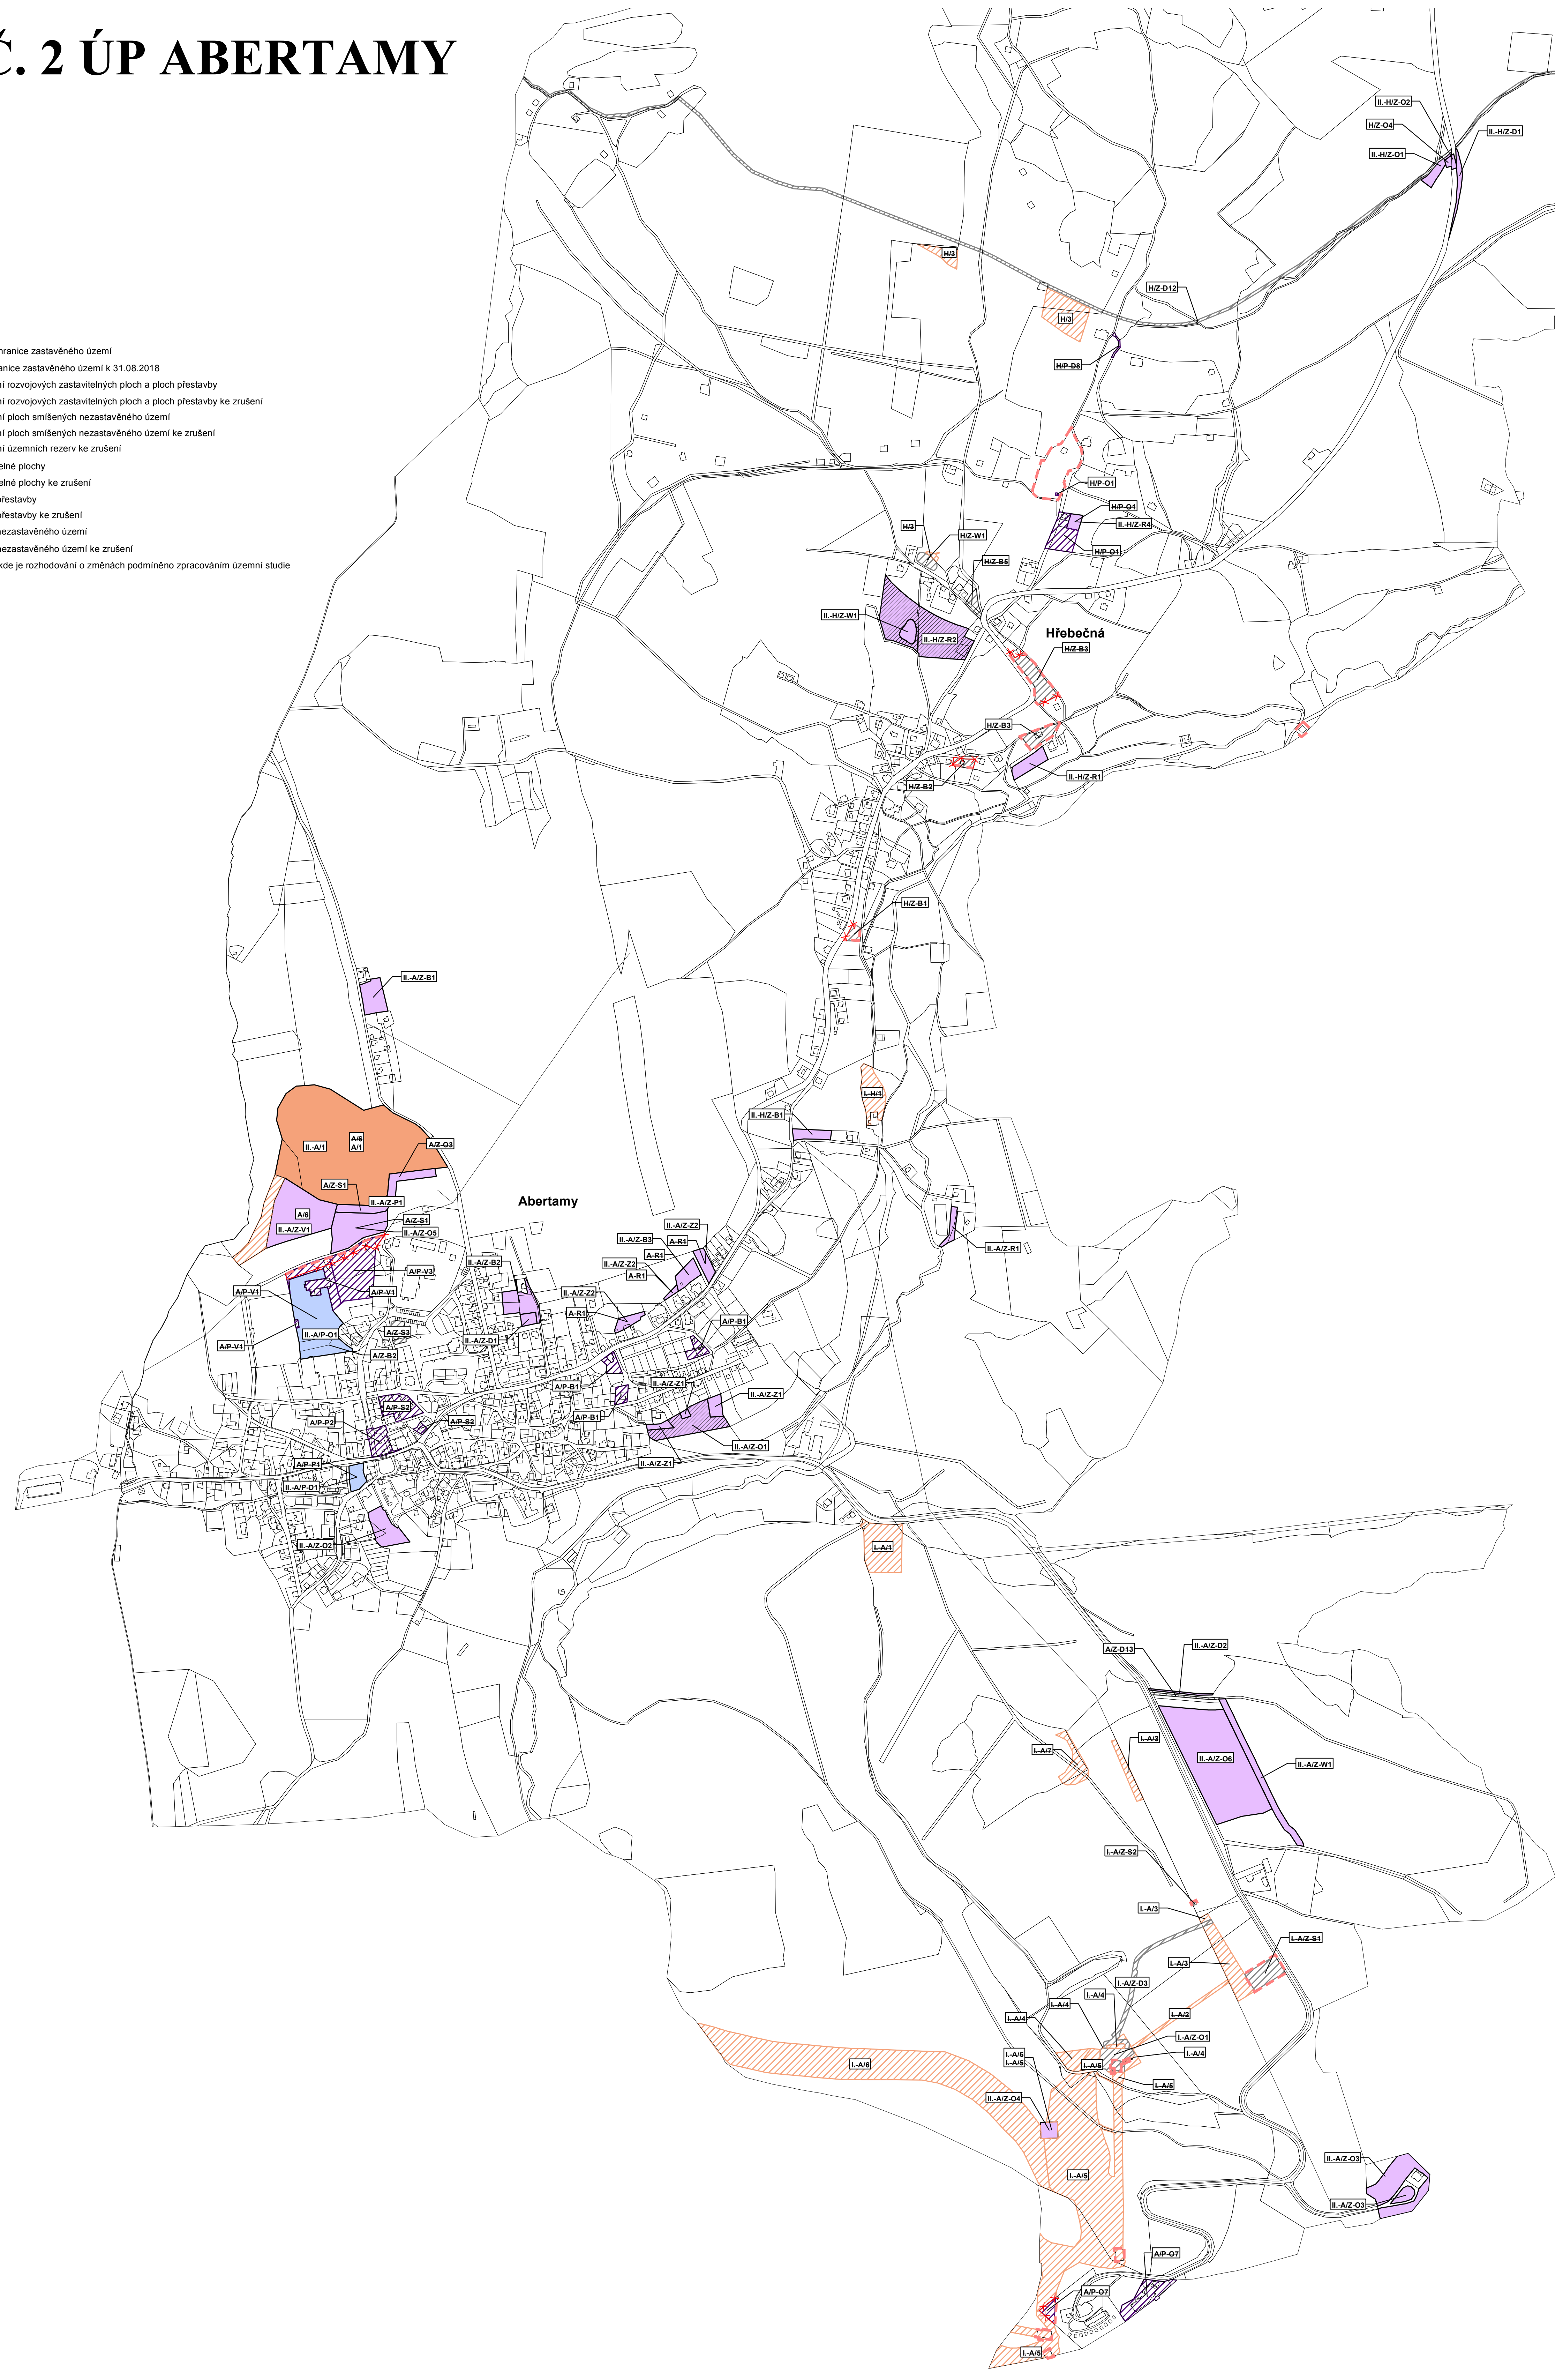 Č. 2 ÚP ABERTAMY
II.-H/Z-O2
H/Z-O4
II.-H/Z-D1
II.-H/Z-O1
H/3
H/Z-D12
H/3
hranice zastavěného území
anice zastavěného území k 31.08.2018
H/P-D8
ní rozvojových zastavitelných ploch a ploch přestavby
ní rozvojových zastavitelných ploch a ploch přestavby ke zrušení
ní ploch smíšených nezastavěného území
ní ploch smíšených nezastavěného území ke zrušení
ní územních rezerv ke zrušení
elné plochy
elné plochy ke zrušení
přestavby
přestavby ke zrušení
nezastavěného území
nezastavěného území ke zrušení
kde je rozhodování o změnách podmíněno zpracováním územní studie
H/P-O1
H/P-O1
II.-H/Z-R4
H/3
H/Z-W1
H/P-O1
H/Z-B5
II.-H/Z-W1
II.-H/Z-R2
Hřebečná
H/Z-B3
H/Z-B3
H/Z-B2
II.-H/Z-R1
H/Z-B1
II.-A/Z-B1
I.-H/1
II.-H/Z-B1
II.-A/1
A/6
A/1
A/Z-O3
A/Z-S1
II.-A/Z-P1
Abertamy
A/6
II.-A/Z-V1
A/Z-S1
II.-A/Z-O5
II.-A/Z-Z2
II.-A/Z-B3
A-R1
A-R1
II.-A/Z-Z2
A-R1
II.-A/Z-R1
A/P-V3
II.-A/Z-B2
A/P-V1
A/P-V1
II.-A/Z-Z2
A-R1
A/P-B1
II.-A/P-O1
A/Z-S3
II.-A/Z-D1
A/P-V1
A/Z-B2
A/P-B1
II.-A/Z-Z1
II.-A/Z-Z1
A/P-S2
A/P-B1
A/P-P2
A/P-S2
II.-A/Z-O1
A/P-P1
II.-A/Z-Z1
II.-A/P-D1
II.-A/Z-O2
I.-A/1
A/Z-D13
II.-A/Z-D2
I.-A/3
I.-A/7
II.-A/Z-O6
II.-A/Z-W1
I.-A/Z-S2
I.-A/3
I.-A/Z-S1
I.-A/3
I.-A/Z-D3
I.-A/4
I.-A/4
I.-A/4
I.-A/2
I.-A/Z-O1
I.-A/4
I.-A/6
I.-A/6
I.-A/5
I.-A/5
I.-A/5
II.-A/Z-O4
I.-A/5
II.-A/Z-O3
II.-A/Z-O3
A/P-O7
A/P-O7
I.-A/5